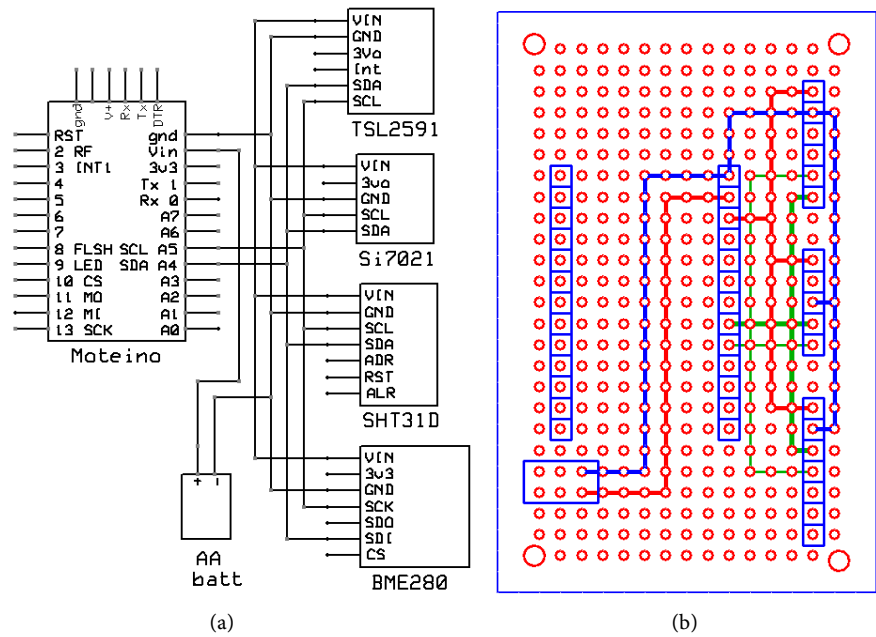 VIN
GND
3Vo
Int
SDA
SCL
TSL2591
gnd
V+
Rx
Tx
DTR
RST gnd
2 RF Vin
3 INT1 3v3
4 Tx 1
5 Rx 0
6 A7
7 A6
8 FLSH SCL A5
9 LED SDA A4
10 CS A3
11 MO A2
12 MI A1
13 SCK A0
Moteino
VIN
3vo
GND
SCL
SDA
Si7021
VIN
GND
SCL
SDA
ADR
RST
ALR
SHT31D
VIN
3v3
GND
SCK
SDO
SDI
CS
BME280
+ -
AA
batt
(a)
(b)